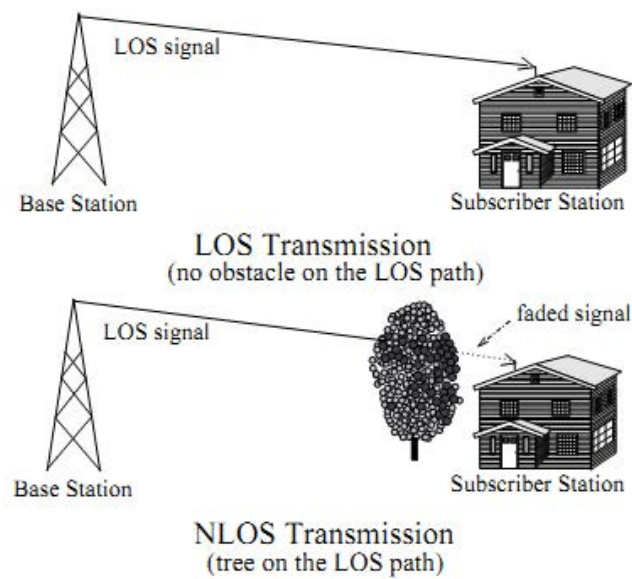 LOS signal
Base Station
Subscriber Station
LOS Transmission
(no obstacle on the LOS path)
LOS signal
faded signal
Base Station
Subscriber Station
NLOS Transmission
(tree on the LOS path)